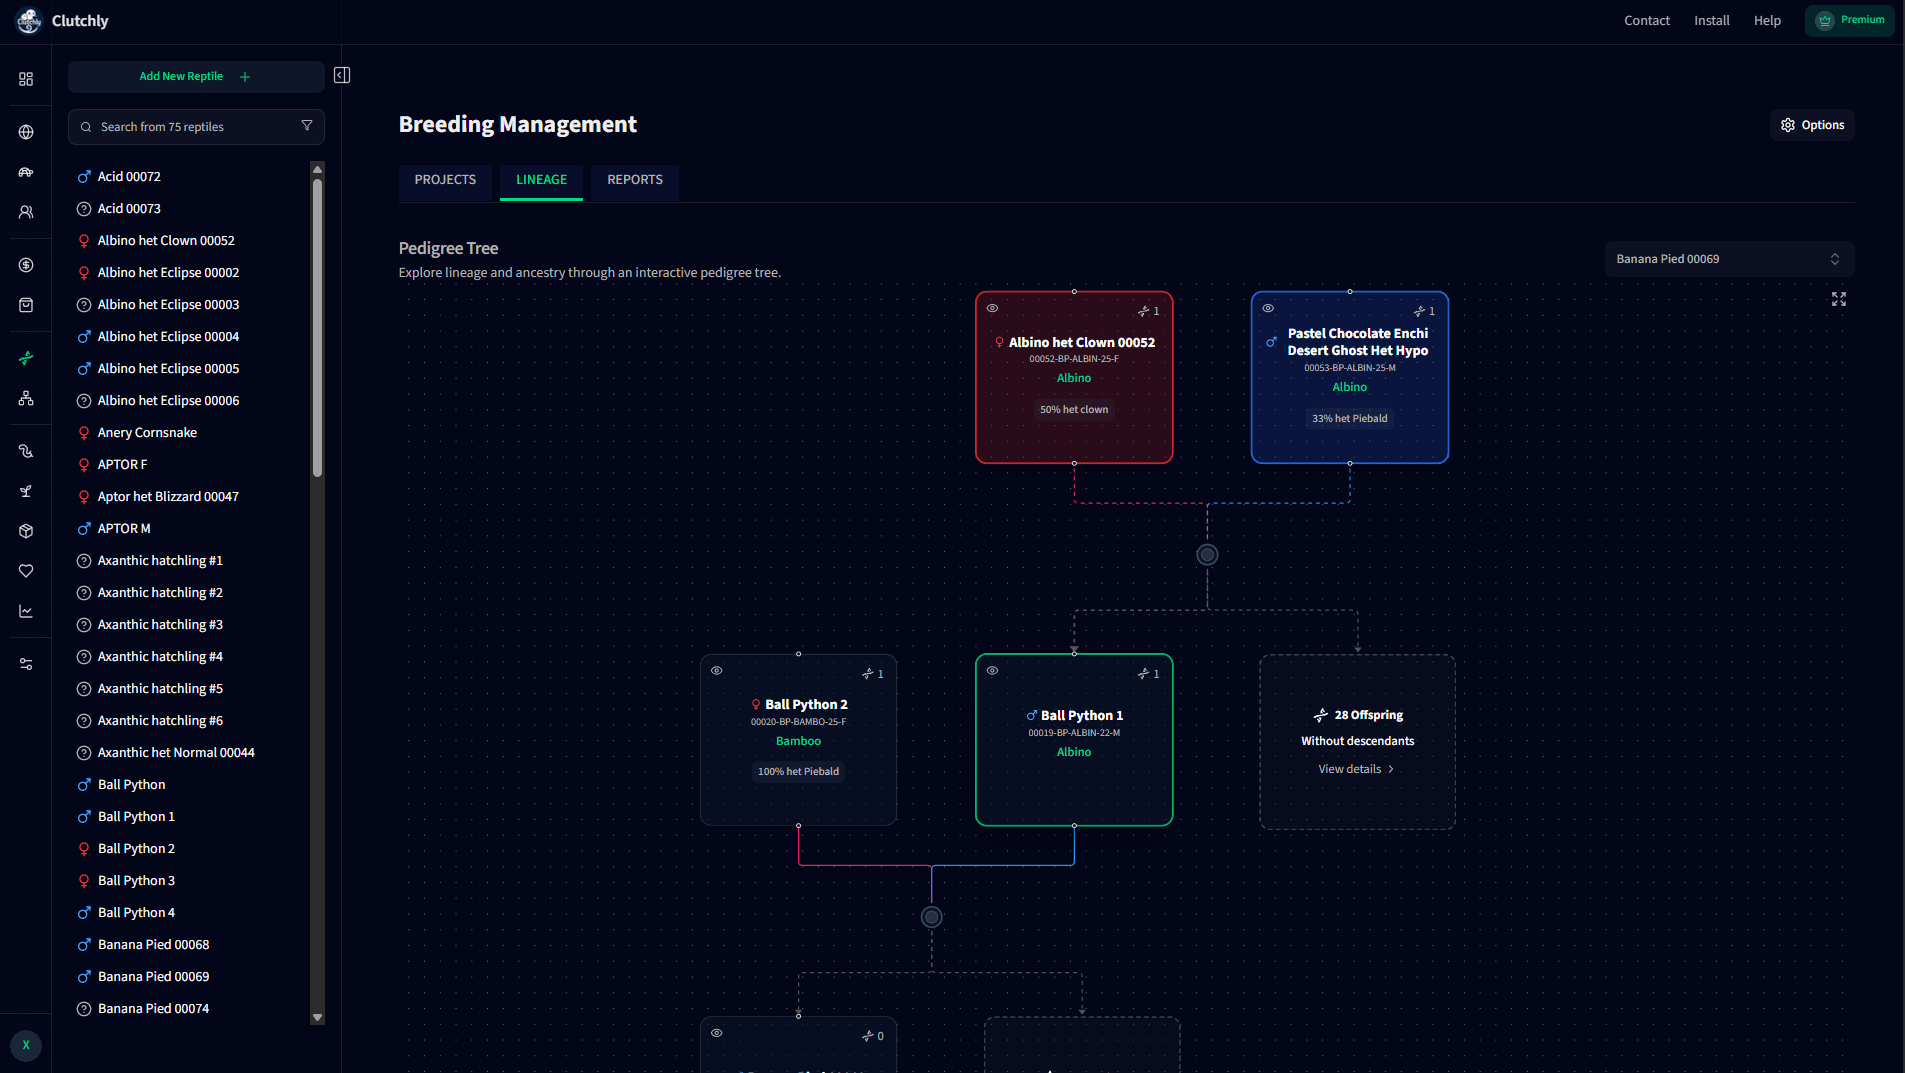 Clutchly
Contact
Install
Help
Premium
Add New Reptile +
Search from 75 reptiles
Acid 00072
Acid 00073
Albino het Clown 00052
Albino het Eclipse 00002
Albino het Eclipse 00003
Albino het Eclipse 00004
Albino het Eclipse 00005
Albino het Eclipse 00006
Anery Cornsnake
APTOR F
Aptor het Blizzard 00047
APTOR M
Axanthic hatchling #1
Axanthic hatchling #2
Axanthic hatchling #3
Axanthic hatchling #4
Axanthic hatchling #5
Axanthic hatchling #6
Axanthic het Normal 00044
Ball Python
Ball Python 1
Ball Python 2
Ball Python 3
Ball Python 4
Banana Pied 00068
Banana Pied 00069
Banana Pied 00074
X
Breeding Management
Options
PROJECTS
LINEAGE
REPORTS
Pedigree Tree
Explore lineage and ancestry through an interactive pedigree tree.
Banana Pied 00069
1
Albino het Clown 00052
00052-BP-ALBIN-25-F
Albino
50% het clown
1
Pastel Chocolate Enchi
Desert Ghost Het Hypo
00053-BP-ALBIN-25-M
Albino
33% het Piebald
1
Ball Python 2
00020-BP-BAMBO-25-F
Bamboo
100% het Piebald
1
Ball Python 1
00019-BP-ALBIN-22-M
Albino
28 Offspring
Without descendants
View details
0